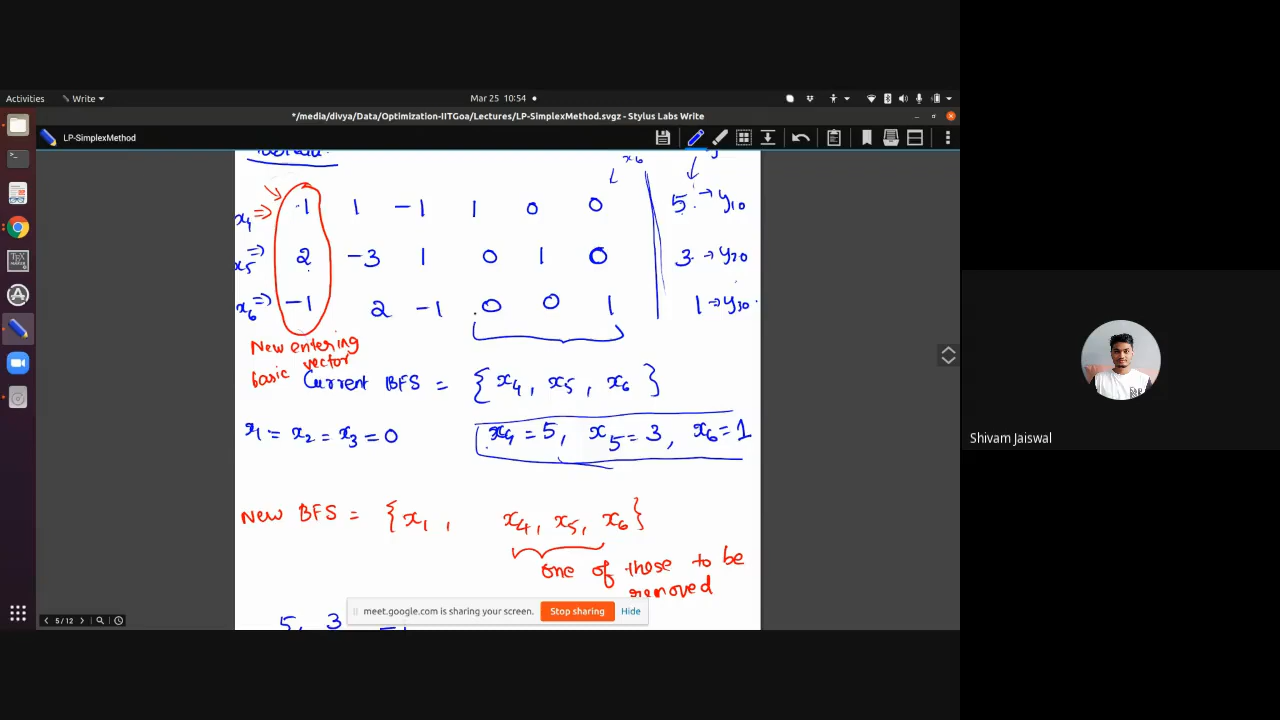 Activities Write Mar 25 10:54
*/media/divya/Data/Optimization-IITGoa/Lectures/LP-SimplexMethod.svgz - Stylus Labs Write
LP-SimplexMethod
x6
x4 ⇒ 1 1 -1 1 0 0 5 → y10
x5 ⇒ 2 -3 1 0 1 0 3 → y20
x6 ⇒ -1 2 -1 0 0 1 1 → y30
New entering
basic vector
Current BFS = {x4, x5, x6}
x1 = x2 = x3 = 0 x4 = 5, x5 = 3, x6 = 1
New BFS = {x1, x4, x5, x6}
one of these to be
removed
5, 3
meet.google.com is sharing your screen. Stop sharing Hide
5/12
Shivam Jaiswal
TEX